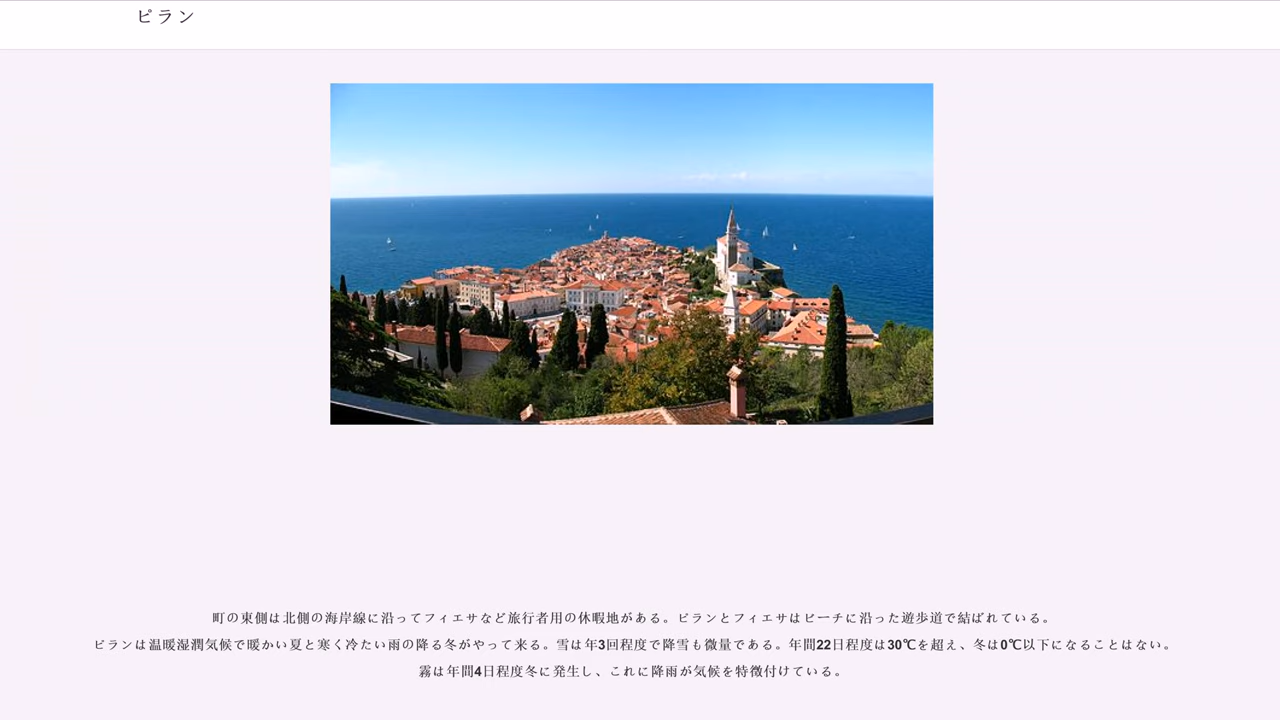 ピラン
町の東側は北側の海岸線に沿ってフィエサなど旅行者用の休暇地がある。ピランとフィエサはビーチに沿った遊歩道で結ばれている。
ピランは温暖湿潤気候で暖かい夏と寒く冷たい雨の降る冬がやって来る。雪は年3回程度で降雪も微量である。年間22日程度は30℃を超え、冬は0℃以下になることはない。
霧は年間4日程度冬に発生し、これに降雨が気候を特徴付けている。